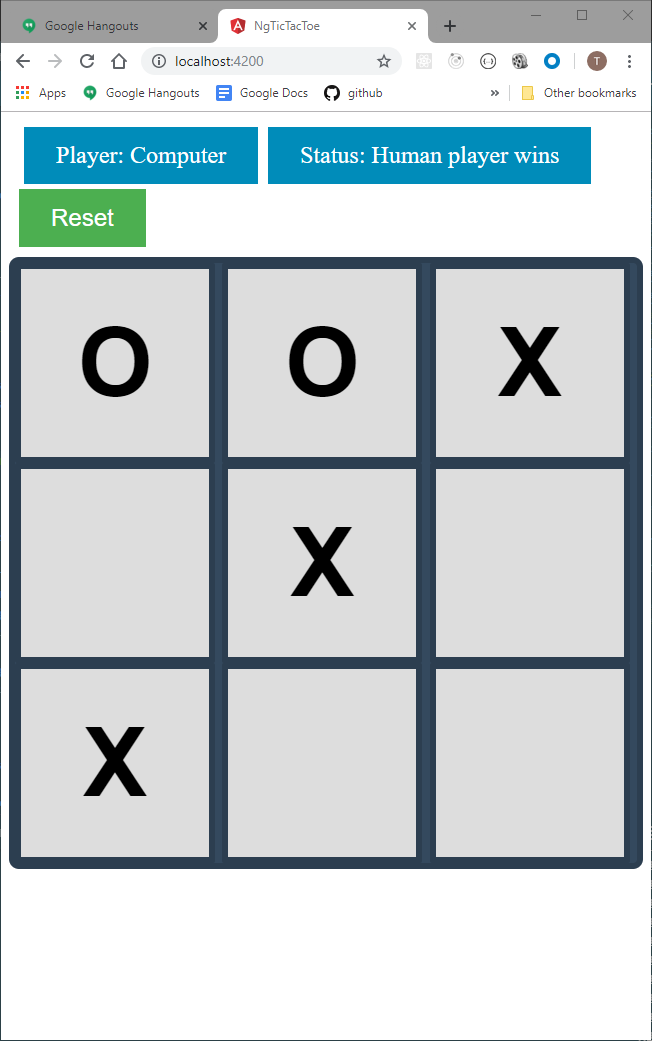 Google Hangouts NgTicTacToe
localhost:4200 T
Apps Google Hangouts Google Docs github » Other bookmarks
Player: Computer Status: Human player wins
Reset
O O X
X
X